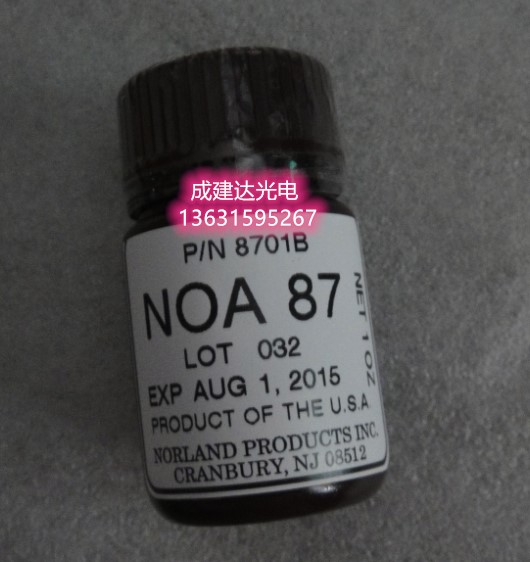 成建达光电
13631595267
P/N 8701B
NOA 87
LOT 032
EXP AUG 1, 2015
PRODUCT OF THE U.S.A
NORLAND PRODUCTS INC.
CRANBURY, NJ 08512
NET 1 OZ